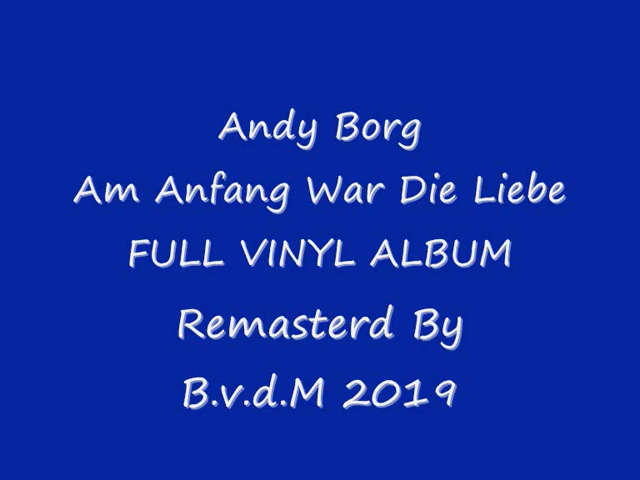 Andy Borg
Am Anfang War Die Liebe
FULL VINYL ALBUM
Remasterd By
B.v.d.M 2019